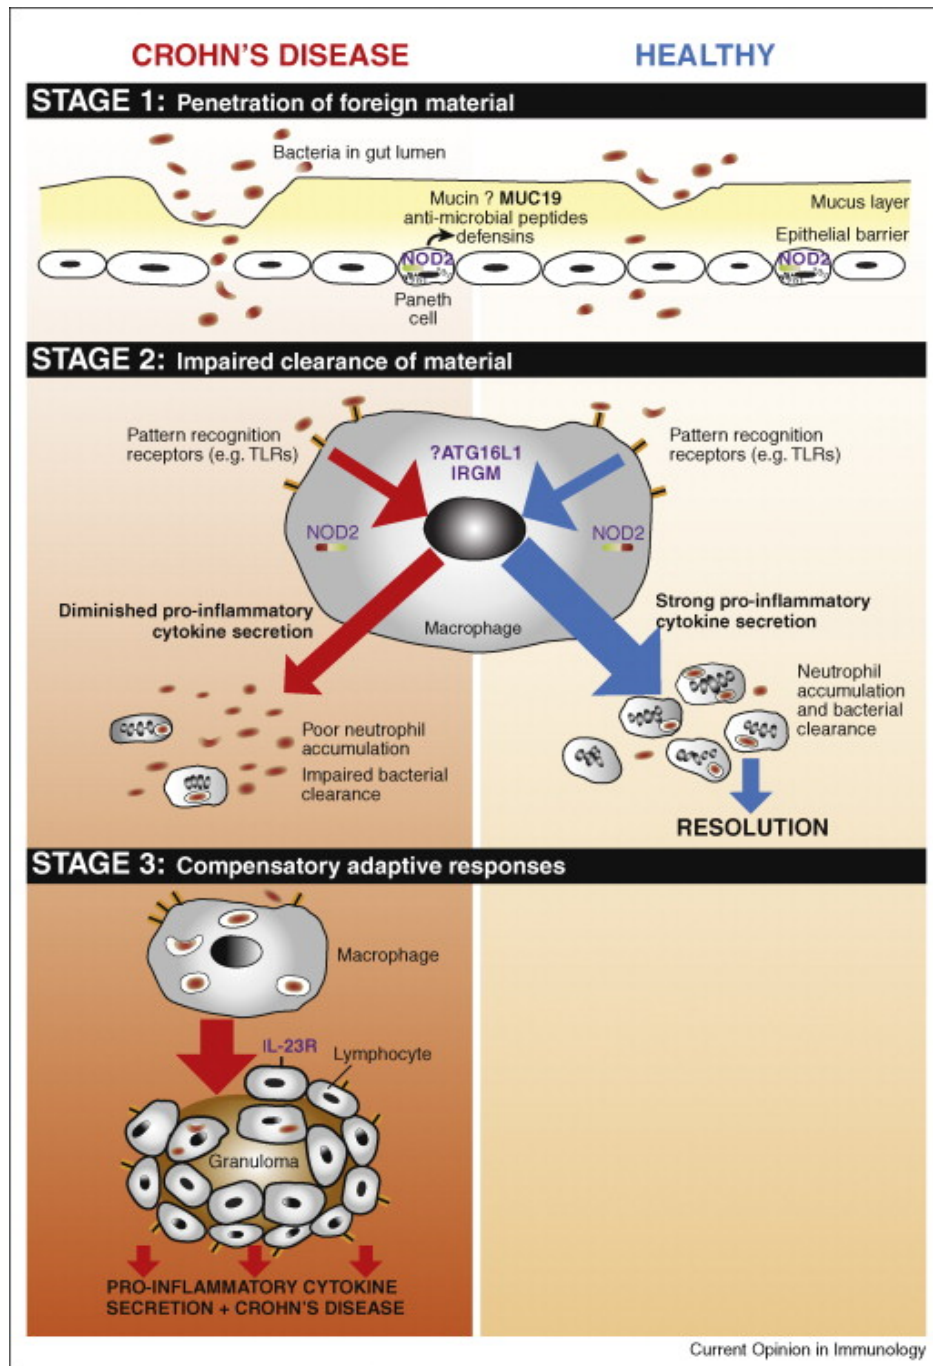 CROHN'S DISEASE
HEALTHY
STAGE 1: Penetration of foreign material
Bacteria in gut lumen
Mucin ? MUC19
anti-microbial peptides
defensins
Mucus layer
Epithelial barrier
NOD2
NOD2
Paneth
cell
STAGE 2: Impaired clearance of material
Pattern recognition
receptors (e.g. TLRs)
?ATG16L1
IRGM
Pattern recognition
receptors (e.g. TLRs)
NOD2
NOD2
Diminished pro-inflammatory
cytokine secretion
Macrophage
Strong pro-inflammatory
cytokine secretion
Poor neutrophil
accumulation
Impaired bacterial
clearance
Neutrophil
accumulation
and bacterial
clearance
RESOLUTION
STAGE 3: Compensatory adaptive responses
Macrophage
IL-23R
Lymphocyte
Granuloma
PRO-INFLAMMATORY CYTOKINE
SECRETION + CROHN'S DISEASE
Current Opinion in Immunology